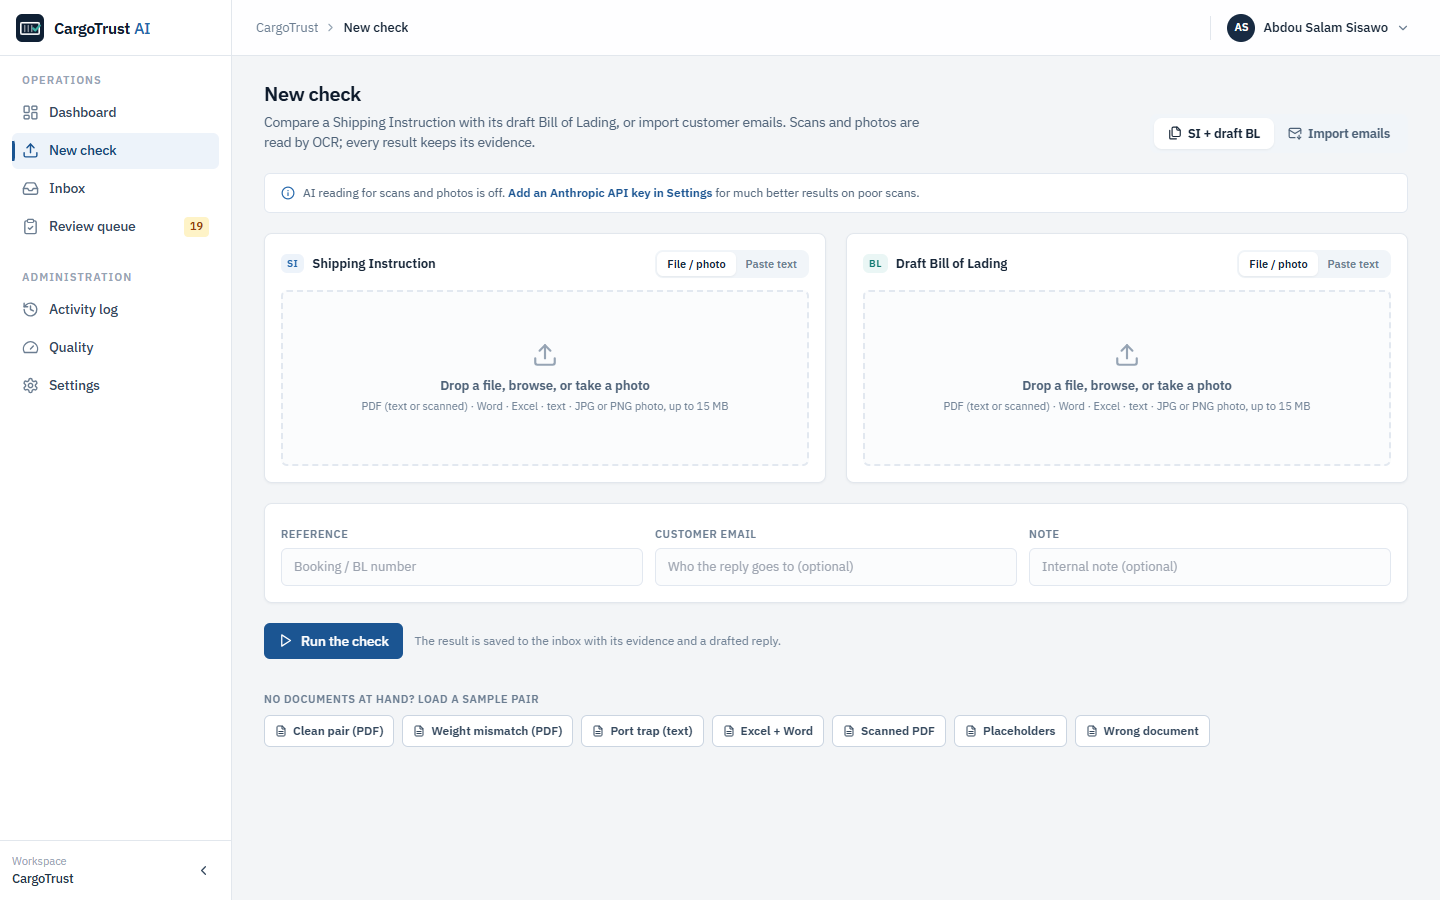 CargoTrust AI
CargoTrust > New check
AS Abdou Salam Sisawo
OPERATIONS
Dashboard
New check
Inbox
Review queue 19
ADMINISTRATION
Activity log
Quality
Settings
Workspace
CargoTrust
New check
Compare a Shipping Instruction with its draft Bill of Lading, or import customer emails. Scans and photos are
read by OCR; every result keeps its evidence.
SI + draft BL Import emails
AI reading for scans and photos is off. Add an Anthropic API key in Settings for much better results on poor scans.
SI Shipping Instruction File / photo Paste text
Drop a file, browse, or take a photo
PDF (text or scanned) · Word · Excel · text · JPG or PNG photo, up to 15 MB
BL Draft Bill of Lading File / photo Paste text
Drop a file, browse, or take a photo
PDF (text or scanned) · Word · Excel · text · JPG or PNG photo, up to 15 MB
REFERENCE
Booking / BL number
CUSTOMER EMAIL
Who the reply goes to (optional)
NOTE
Internal note (optional)
Run the check The result is saved to the inbox with its evidence and a drafted reply.
NO DOCUMENTS AT HAND? LOAD A SAMPLE PAIR
Clean pair (PDF) Weight mismatch (PDF) Port trap (text) Excel + Word Scanned PDF Placeholders Wrong document